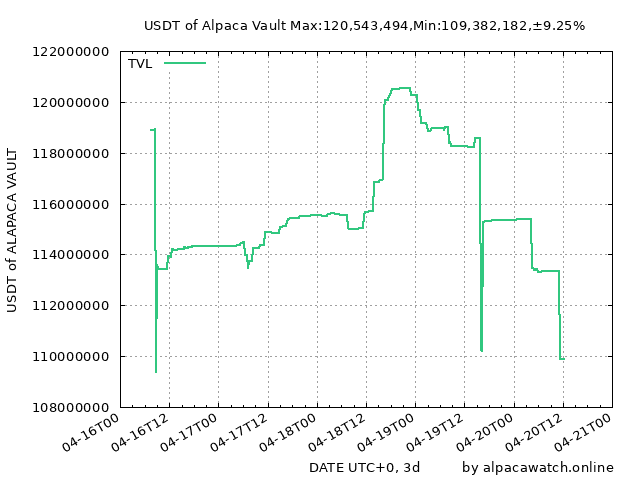 USDT of Alpaca Vault Max:120,543,494,Min:109,382,182,±9.25%
122000000
TVL
120000000
118000000
116000000
114000000
112000000
110000000
108000000
USDT of ALAPACA VAULT
04-16T00
04-16T12
04-17T00
04-17T12
04-18T00
04-18T12
04-19T00
04-19T12
04-20T00
04-20T12
04-21T00
DATE UTC+0, 3d
by alpacawatch.online